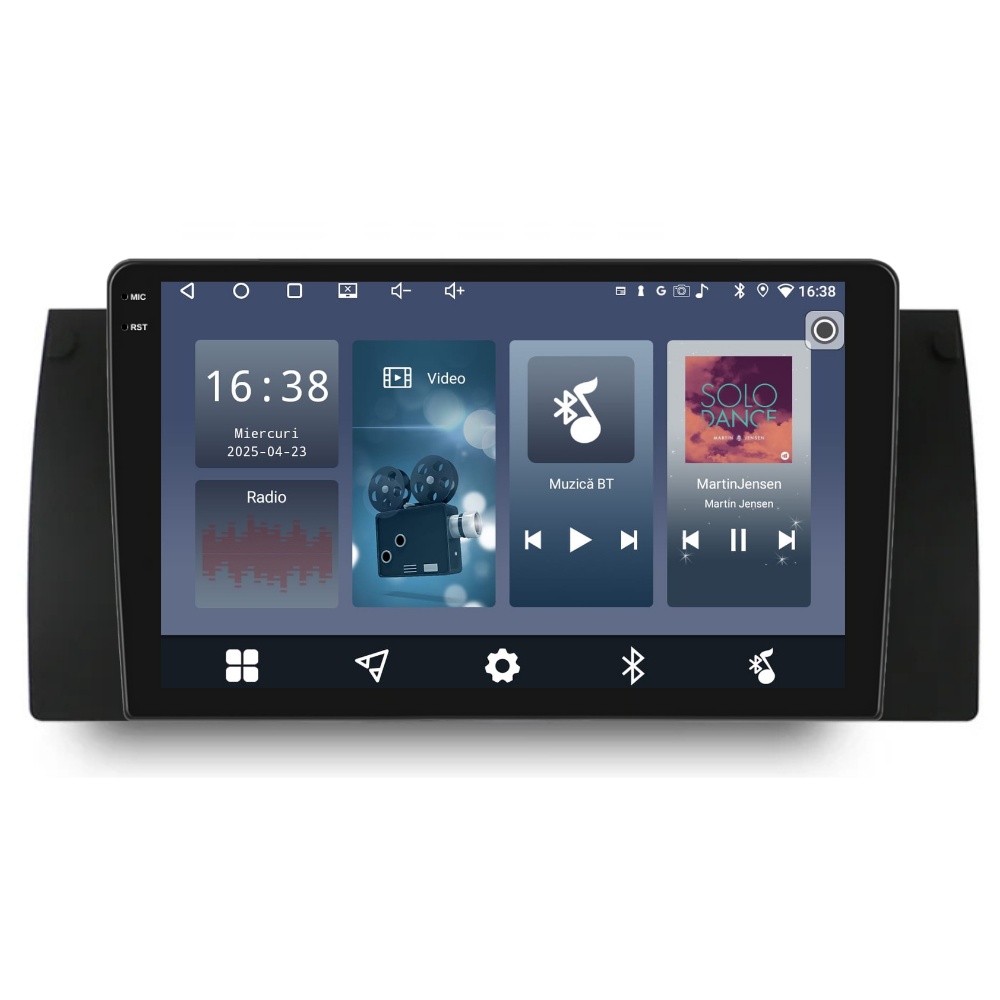 MIC
RST
16:38
16:38
Miercuri
2025-04-23
Radio
Video
Muzică BT
SOLO
DANCE
MARTIN JENSEN
MartinJensen
Martin Jensen